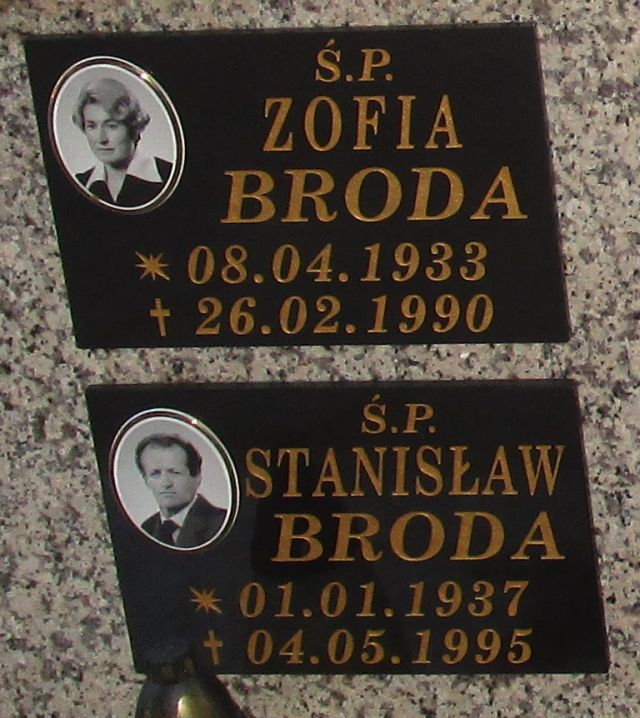 Ś.P.
ZOFIA
BRODA
* 08.04.1933
† 26.02.1990
Ś.P.
STANISŁAW
BRODA
* 01.01.1937
† 04.05.1995